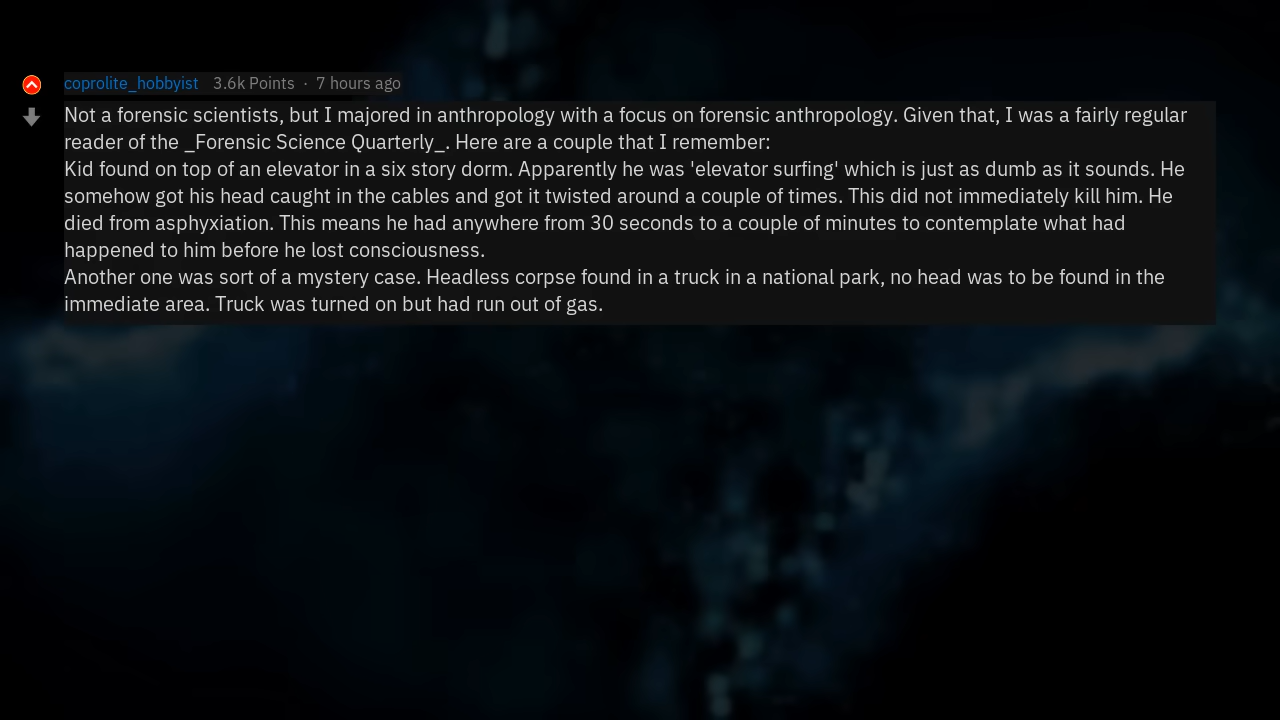 coprolite_hobbyist 3.6k Points · 7 hours ago
Not a forensic scientists, but I majored in anthropology with a focus on forensic anthropology. Given that, I was a fairly regular
reader of the _Forensic Science Quarterly_. Here are a couple that I remember:
Kid found on top of an elevator in a six story dorm. Apparently he was 'elevator surfing' which is just as dumb as it sounds. He
somehow got his head caught in the cables and got it twisted around a couple of times. This did not immediately kill him. He
died from asphyxiation. This means he had anywhere from 30 seconds to a couple of minutes to contemplate what had
happened to him before he lost consciousness.
Another one was sort of a mystery case. Headless corpse found in a truck in a national park, no head was to be found in the
immediate area. Truck was turned on but had run out of gas.